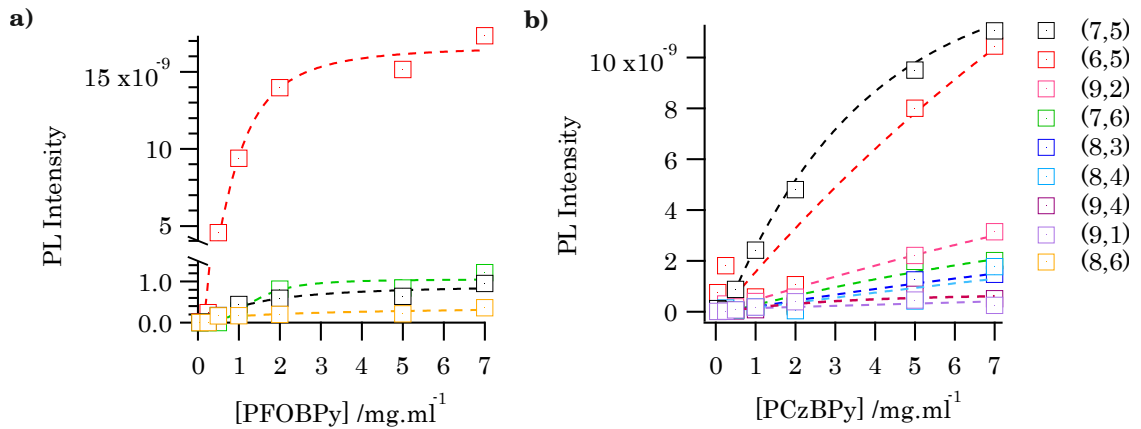 a)
15 x10-9
10
5
1.0
0.0
PL Intensity
0 1 2 3 4 5 6 7
[PFOBPy] /mg.ml-1
b)
10 x10-9
8
6
4
2
0
PL Intensity
0 1 2 3 4 5 6 7
[PCzBPy] /mg.ml-1
(7,5)
(6,5)
(9,2)
(7,6)
(8,3)
(8,4)
(9,4)
(9,1)
(8,6)